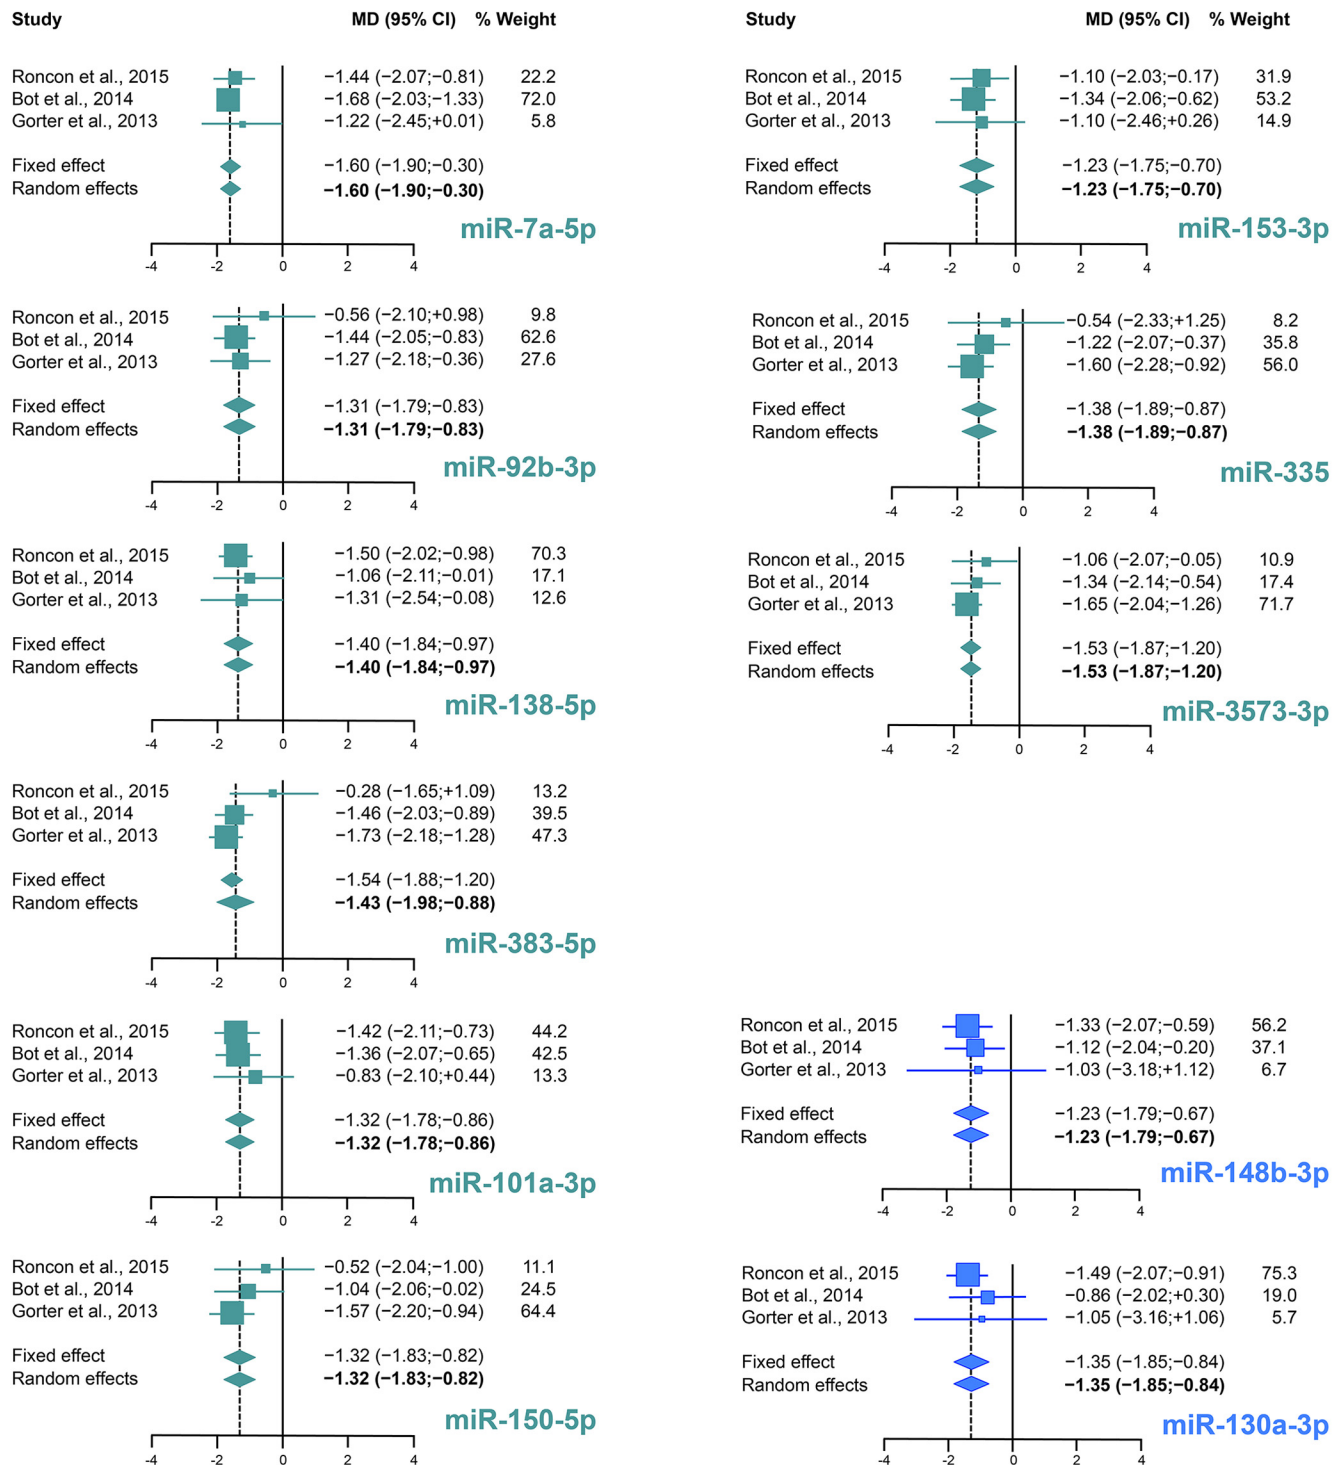 Study MD (95% CI) % Weight
Roncon et al., 2015 −1.44 (−2.07;−0.81) 22.2
Bot et al., 2014 −1.68 (−2.03;−1.33) 72.0
Gorter et al., 2013 −1.22 (−2.45;+0.01) 5.8
Fixed effect −1.60 (−1.90;−0.30)
Random effects −1.60 (−1.90;−0.30)
miR-7a-5p
-4 -2 0 2 4
Roncon et al., 2015 −0.56 (−2.10;+0.98) 9.8
Bot et al., 2014 −1.44 (−2.05;−0.83) 62.6
Gorter et al., 2013 −1.27 (−2.18;−0.36) 27.6
Fixed effect −1.31 (−1.79;−0.83)
Random effects −1.31 (−1.79;−0.83)
miR-92b-3p
-4 -2 0 2 4
Roncon et al., 2015 −1.50 (−2.02;−0.98) 70.3
Bot et al., 2014 −1.06 (−2.11;−0.01) 17.1
Gorter et al., 2013 −1.31 (−2.54;−0.08) 12.6
Fixed effect −1.40 (−1.84;−0.97)
Random effects −1.40 (−1.84;−0.97)
miR-138-5p
-4 -2 0 2 4
Roncon et al., 2015 −0.28 (−1.65;+1.09) 13.2
Bot et al., 2014 −1.46 (−2.03;−0.89) 39.5
Gorter et al., 2013 −1.73 (−2.18;−1.28) 47.3
Fixed effect −1.54 (−1.88;−1.20)
Random effects −1.43 (−1.98;−0.88)
miR-383-5p
-4 -2 0 2 4
Roncon et al., 2015 −1.42 (−2.11;−0.73) 44.2
Bot et al., 2014 −1.36 (−2.07;−0.65) 42.5
Gorter et al., 2013 −0.83 (−2.10;+0.44) 13.3
Fixed effect −1.32 (−1.78;−0.86)
Random effects −1.32 (−1.78;−0.86)
miR-101a-3p
-4 -2 0 2 4
Roncon et al., 2015 −0.52 (−2.04;−1.00) 11.1
Bot et al., 2014 −1.04 (−2.06;−0.02) 24.5
Gorter et al., 2013 −1.57 (−2.20;−0.94) 64.4
Fixed effect −1.32 (−1.83;−0.82)
Random effects −1.32 (−1.83;−0.82)
miR-150-5p
-4 -2 0 2 4
Study MD (95% CI) % Weight
Roncon et al., 2015 −1.10 (−2.03;−0.17) 31.9
Bot et al., 2014 −1.34 (−2.06;−0.62) 53.2
Gorter et al., 2013 −1.10 (−2.46;+0.26) 14.9
Fixed effect −1.23 (−1.75;−0.70)
Random effects −1.23 (−1.75;−0.70)
miR-153-3p
-4 -2 0 2 4
Roncon et al., 2015 −0.54 (−2.33;+1.25) 8.2
Bot et al., 2014 −1.22 (−2.07;−0.37) 35.8
Gorter et al., 2013 −1.60 (−2.28;−0.92) 56.0
Fixed effect −1.38 (−1.89;−0.87)
Random effects −1.38 (−1.89;−0.87)
miR-335
-4 -2 0 2 4
Roncon et al., 2015 −1.06 (−2.07;−0.05) 10.9
Bot et al., 2014 −1.34 (−2.14;−0.54) 17.4
Gorter et al., 2013 −1.65 (−2.04;−1.26) 71.7
Fixed effect −1.53 (−1.87;−1.20)
Random effects −1.53 (−1.87;−1.20)
miR-3573-3p
-4 -2 0 2 4
Roncon et al., 2015 −1.33 (−2.07;−0.59) 56.2
Bot et al., 2014 −1.12 (−2.04;−0.20) 37.1
Gorter et al., 2013 −1.03 (−3.18;+1.12) 6.7
Fixed effect −1.23 (−1.79;−0.67)
Random effects −1.23 (−1.79;−0.67)
miR-148b-3p
-4 -2 0 2 4
Roncon et al., 2015 −1.49 (−2.07;−0.91) 75.3
Bot et al., 2014 −0.86 (−2.02;+0.30) 19.0
Gorter et al., 2013 −1.05 (−3.16;+1.06) 5.7
Fixed effect −1.35 (−1.85;−0.84)
Random effects −1.35 (−1.85;−0.84)
miR-130a-3p
-4 -2 0 2 4